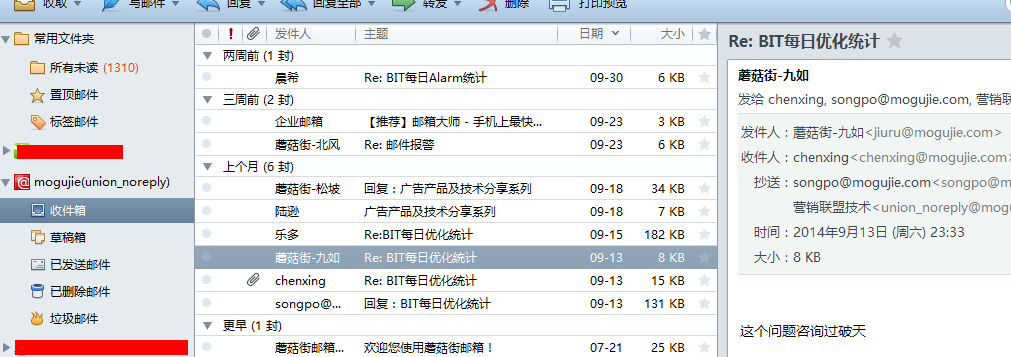 收取 写邮件 回复 回复全部 转发 删除 打印预览
常用文件夹
所有未读 (1310)
置顶邮件
标签邮件
mogujie(union_noreply)
收件箱
草稿箱
已发送邮件
已删除邮件
垃圾邮件
发件人 主题 日期 大小
两周前 (1 封)
晨希 Re: BIT每日Alarm统计 09-30 6 KB
三周前 (2 封)
企业邮箱 【推荐】邮箱大师 - 手机上最快... 09-23 3 KB
蘑菇街-北风 Re: 邮件报警 09-23 6 KB
上个月 (6 封)
蘑菇街-松坡 回复：广告产品及技术分享系列 09-18 34 KB
陆逊 广告产品及技术分享系列 09-18 7 KB
乐多 Re:BIT每日优化统计 09-15 182 KB
蘑菇街-九如 Re: BIT每日优化统计 09-13 8 KB
chenxing Re: BIT每日优化统计 09-13 15 KB
songpo@... 回复：BIT每日优化统计 09-13 131 KB
更早 (1 封)
蘑菇街邮箱... 欢迎您使用蘑菇街邮箱！ 07-21 25 KB
Re: BIT每日优化统计
蘑菇街-九如
发给 chenxing, songpo@mogujie.com, 营销联
发件人：蘑菇街-九如<jiuru@mogujie.com>
收件人：chenxing<chenxing@mogujie.com>
抄送：songpo@mogujie.com<songpo@mo
营销联盟技术<union_noreply@mogu
时间：2014年9月13日 (周六) 23:33
大小：8 KB
这个问题咨询过破天